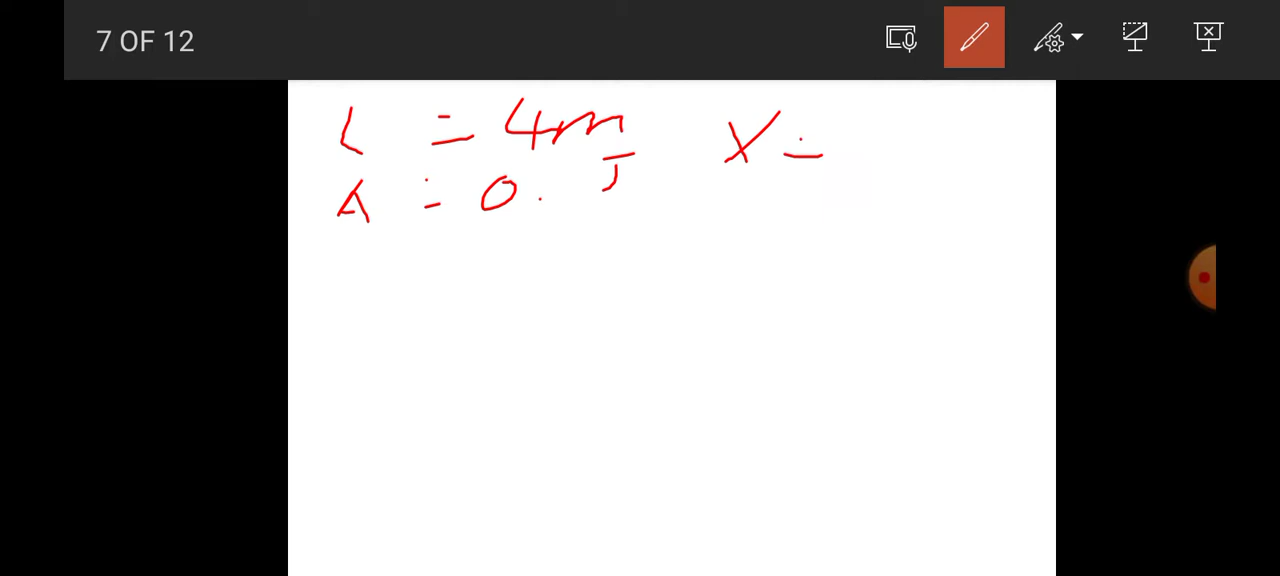 7 OF 12
L = 4m
A = 0.
Y =